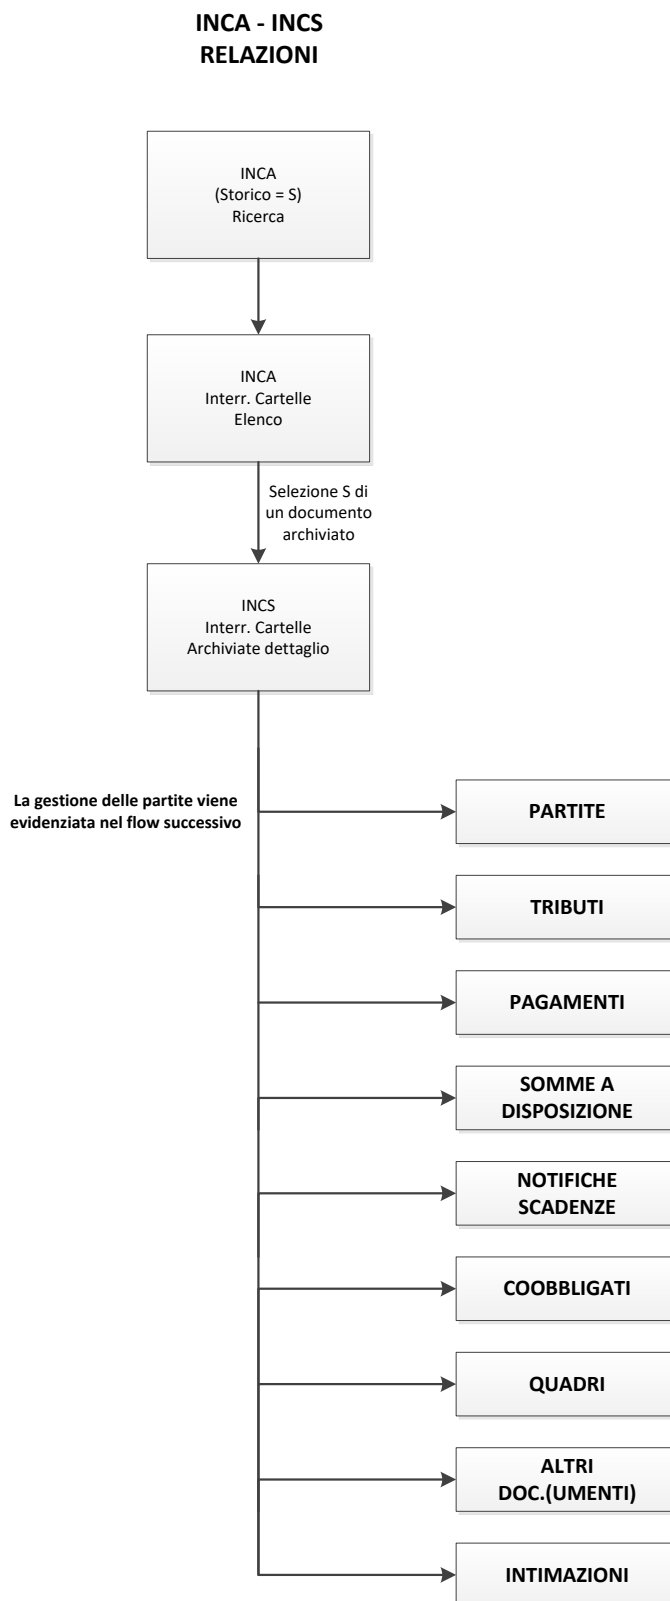 INCA - INCS
RELAZIONI
INCA
(Storico = S)
Ricerca
INCA
Interr. Cartelle
Elenco
Selezione S di
un documento
archiviato
INCS
Interr. Cartelle
Archiviate dettaglio
La gestione delle partite viene
evidenziata nel flow successivo
PARTITE
TRIBUTI
PAGAMENTI
SOMME A
DISPOSIZIONE
NOTIFICHE
SCADENZE
COOBBLIGATI
QUADRI
ALTRI
DOC.(UMENTI)
INTIMAZIONI